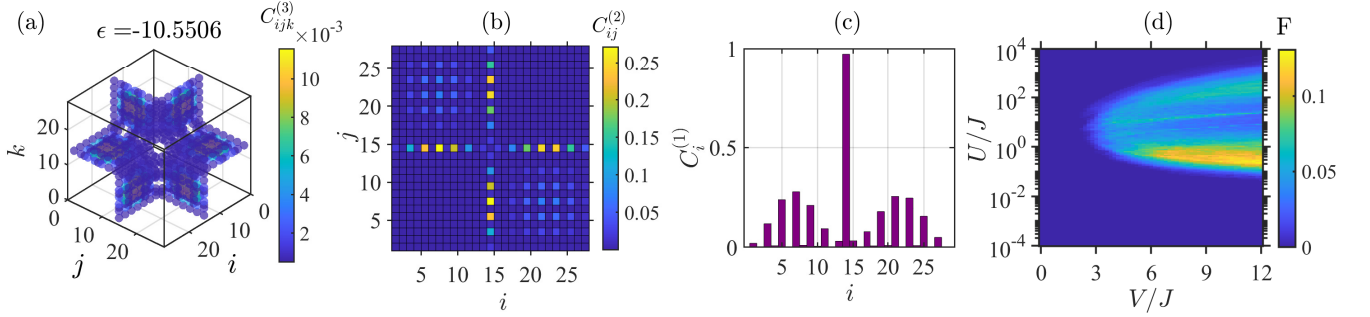 (a)
ϵ =-10.5506
C^{(3)}_{ijk} ×10^{-3}
10
8
6
4
2
k
20
10
0
0
10
20
j
20
10
0
i
(b)
C^{(2)}_{ij}
j
25
20
15
10
5
5 10 15 20 25
i
0.25
0.2
0.15
0.1
0.05
(c)
C^{(1)}_i
1
0.5
0
5 10 15 20 25
i
(d)
F
U/J
10^4
10^2
10^0
10^{-2}
10^{-4}
0 3 6 9 12
V/J
0.1
0.05
0